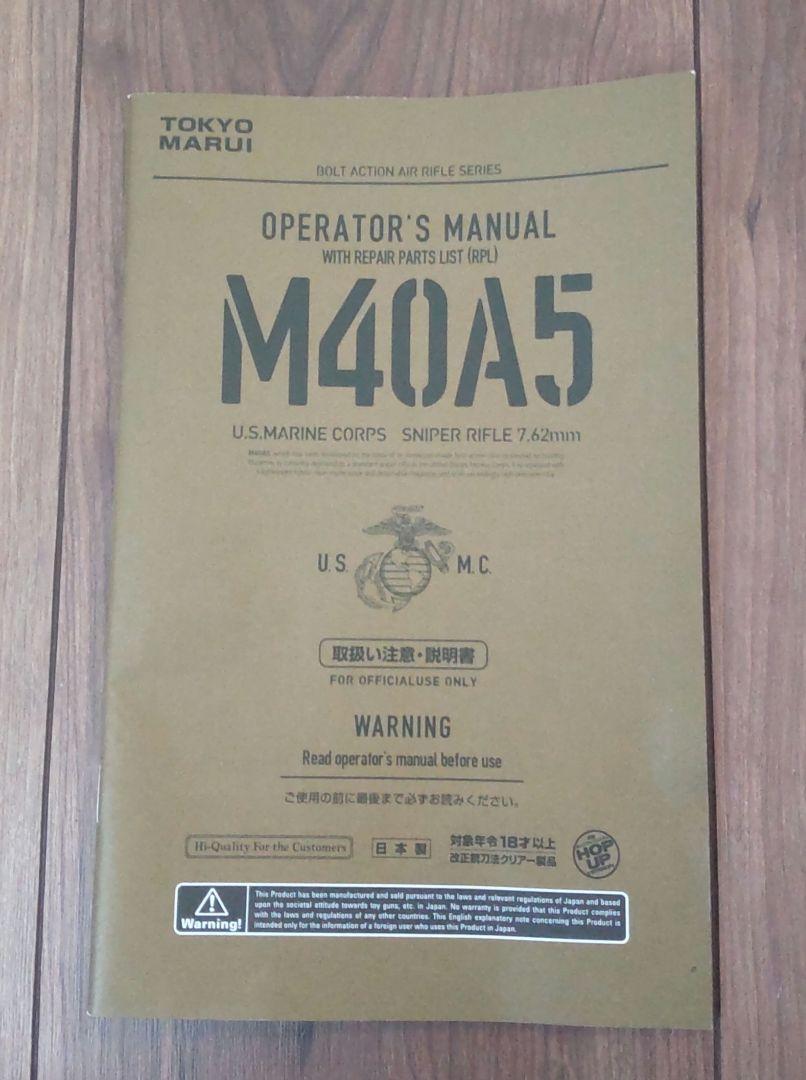 TOKYO
MARUI
BOLT ACTION AIR RIFLE SERIES
OPERATOR'S MANUAL
WITH REPAIR PARTS LIST (RPL)
M40A5
U.S.MARINE CORPS SNIPER RIFLE 7.62mm
U.S. M.C.
取扱い注意・説明書
FOR OFFICIALUSE ONLY
WARNING
Read operator's manual before use
ご使用の前に最後まで必ずお読みください。
Hi-Quality For the Customers
日本製
対象年令18才以上
改正銃刀法クリアー製品
HOP
UP
Warning!
This Product has been manufactured and sold pursuant to the laws and relevant regulations of Japan and based
upon the societal attitude towards toy guns, etc. in Japan. No warranty is provided that this Product complies
with the laws and regulations of any other countries. This English explanatory note concerning this Product is
intended only for the information of a foreign user who uses this Product in Japan.